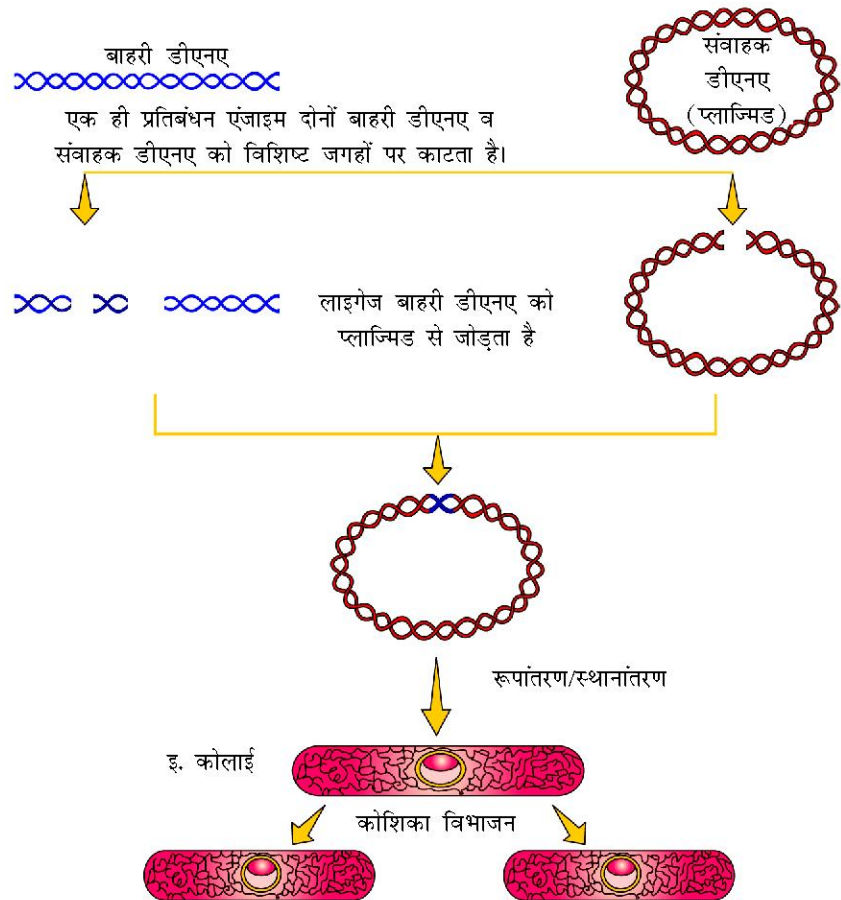 बाहरी डीएनए
संवाहक
डीएनए
(प्लाज्मिड)
एक ही प्रतिबंधन एंजाइम दोनों बाहरी डीएनए व
संवाहक डीएनए को विशिष्ट जगहों पर काटता है।
लाइगेज बाहरी डीएनए को
प्लाज्मिड से जोड़ता है
रूपांतरण/स्थानांतरण
इ. कोलाई
कोशिका विभाजन